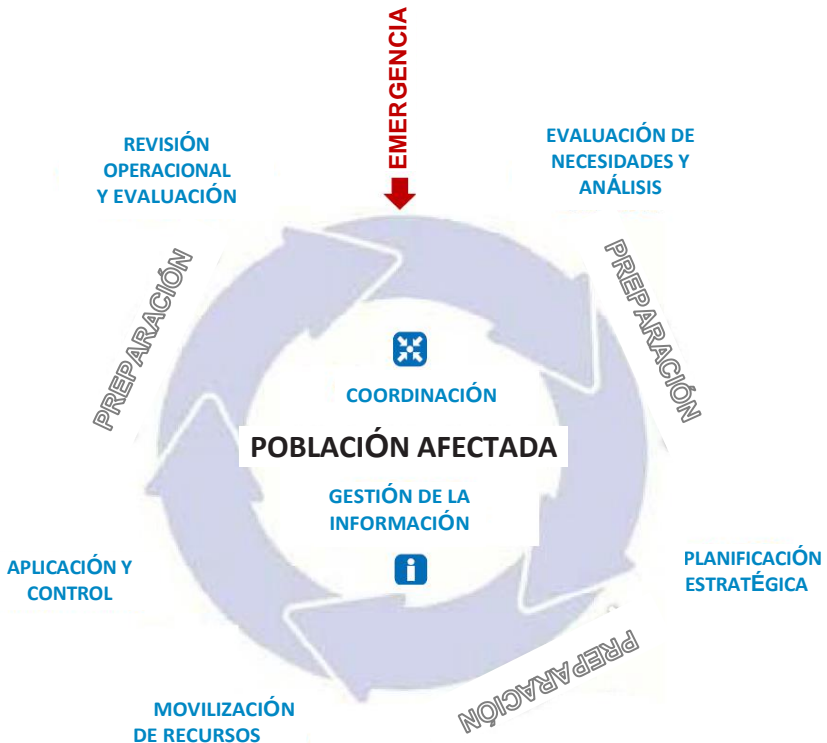 EMERGENCIA
REVISIÓN
OPERACIONAL
Y EVALUACIÓN
EVALUACIÓN DE
NECESIDADES Y
ANÁLISIS
PREPARACIÓN
PREPARACIÓN
COORDINACIÓN
POBLACIÓN AFECTADA
GESTIÓN DE LA
INFORMACIÓN
i
APLICACIÓN Y
CONTROL
PLANIFICACIÓN
ESTRATÉGICA
PREPARACIÓN
MOVILIZACIÓN
DE RECURSOS